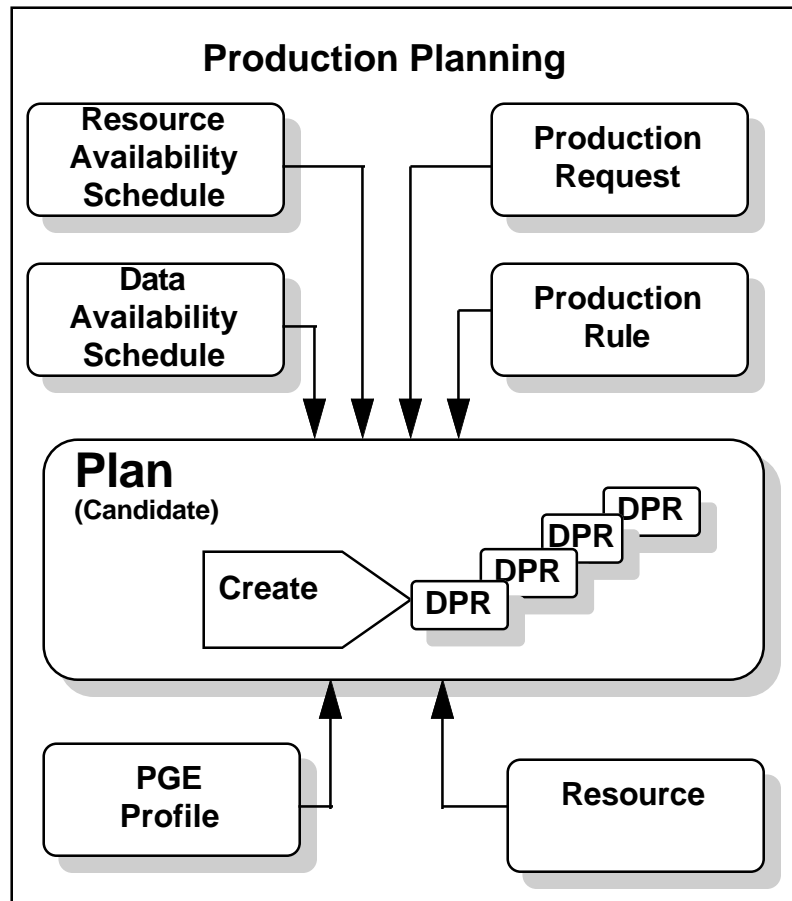 Production Planning
Resource
Availability
Schedule
Production
Request
Data
Availability
Schedule
Production
Rule
Plan
(Candidate)
Create
DPR
DPR
DPR
DPR
PGE
Profile
Resource